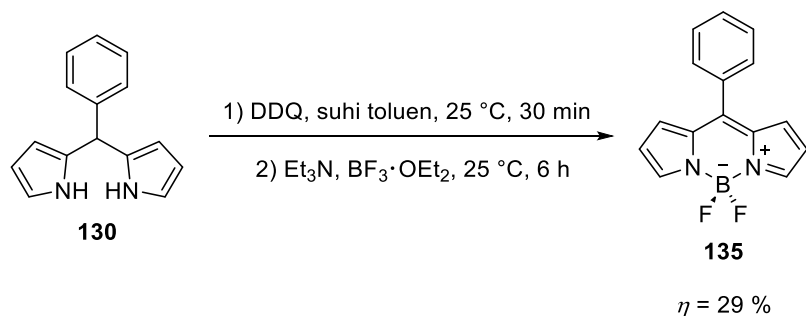 NH HN
130
1) DDQ, suhi toluen, 25 °C, 30 min
2) Et₃N, BF₃·OEt₂, 25 °C, 6 h
N B⁻ N⁺
F F
135
η = 29 %